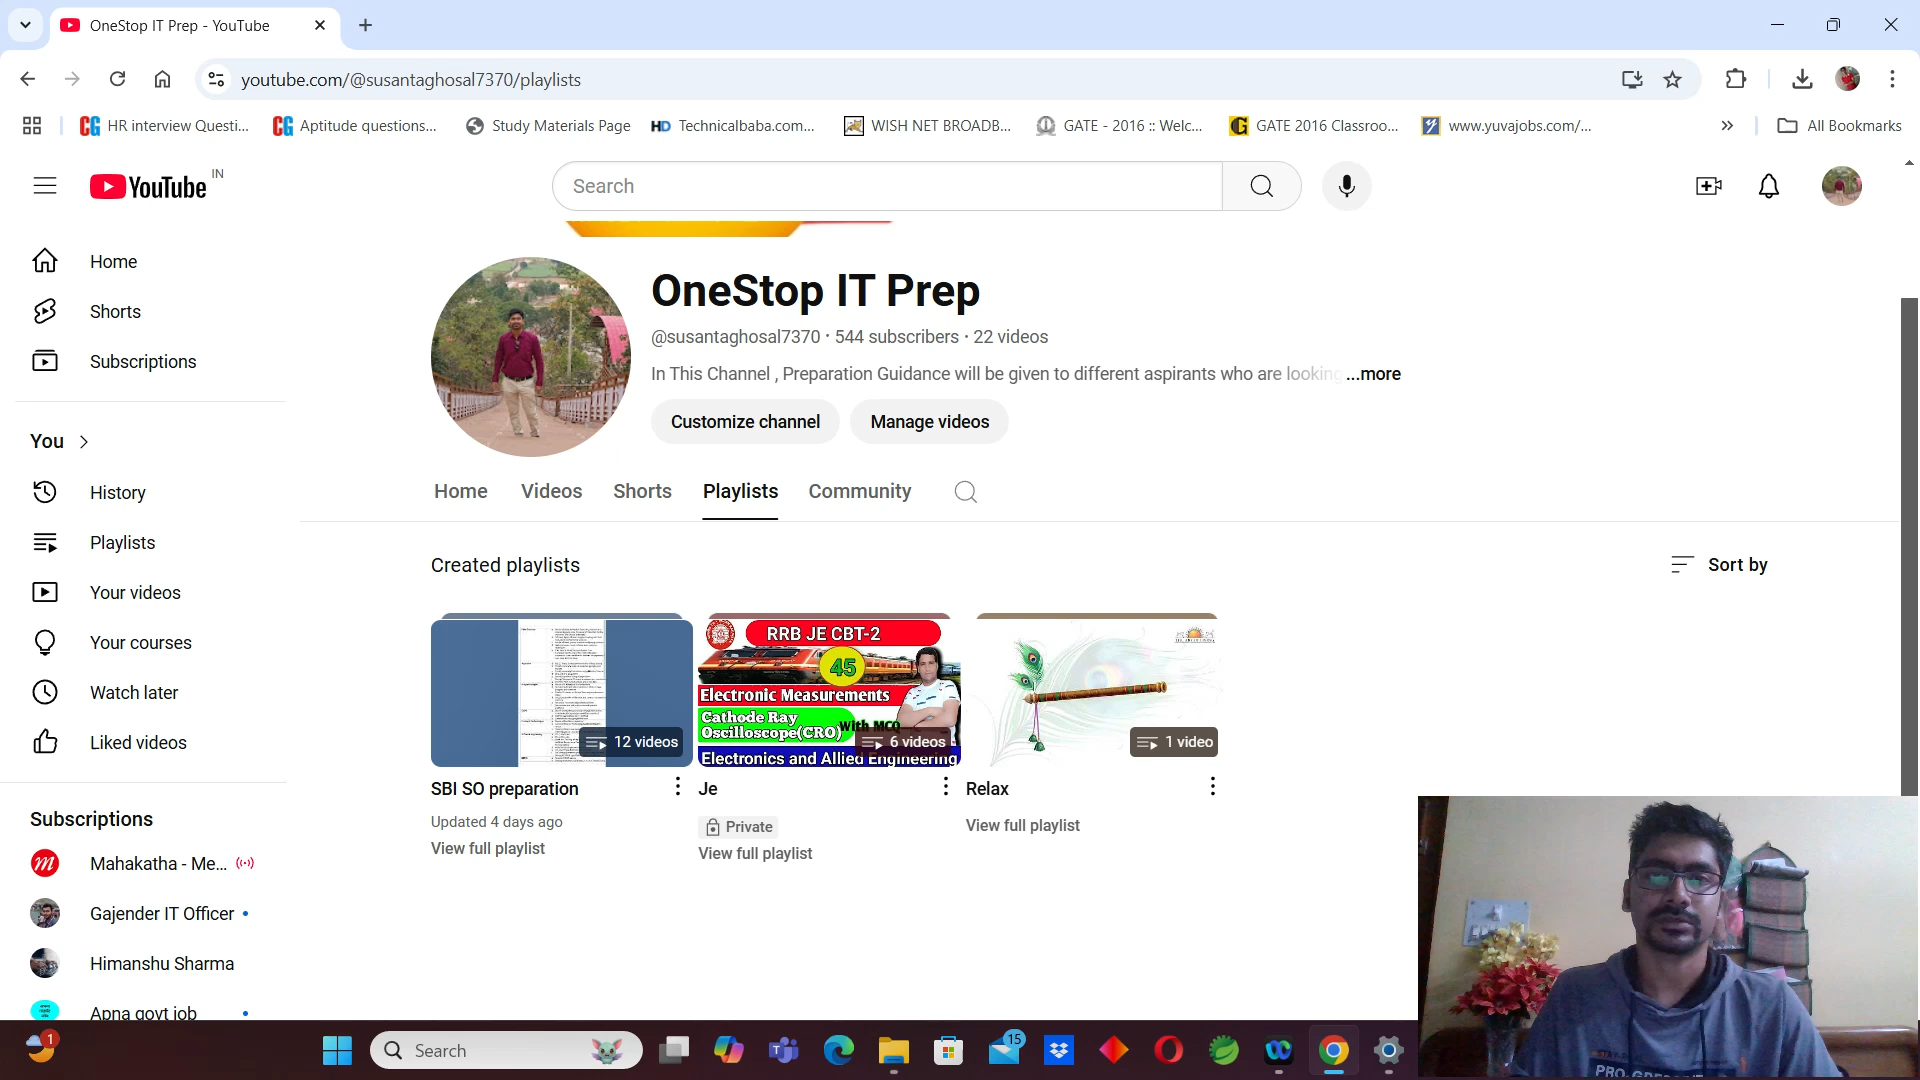 OneStop IT Prep - YouTube
youtube.com/@susantaghosal7370/playlists
HR interview Questi...
Aptitude questions...
Study Materials Page
HD Technicalbaba.com...
WISH NET BROADB...
GATE - 2016 :: Welc...
GATE 2016 Classroo...
www.yuvajobs.com/...
All Bookmarks
YouTube IN
Search
Home
Shorts
Subscriptions
You
History
Playlists
Your videos
Your courses
Watch later
Liked videos
Subscriptions
Mahakatha - Me...
Gajender IT Officer
Himanshu Sharma
Apna govt job
OneStop IT Prep
@susantaghosal7370 · 544 subscribers · 22 videos
In This Channel , Preparation Guidance will be given to different aspirants who are looking ...more
Customize channel
Manage videos
Home
Videos
Shorts
Playlists
Community
Created playlists
Sort by
12 videos
SBI SO preparation
Updated 4 days ago
View full playlist
RRB JE CBT-2
45
Electronic Measurements
Cathode Ray
Oscilloscope(CRO)
With MCQ
6 videos
Electronics and Allied Engineering
Je
Private
View full playlist
1 video
Relax
View full playlist
1
Search
15